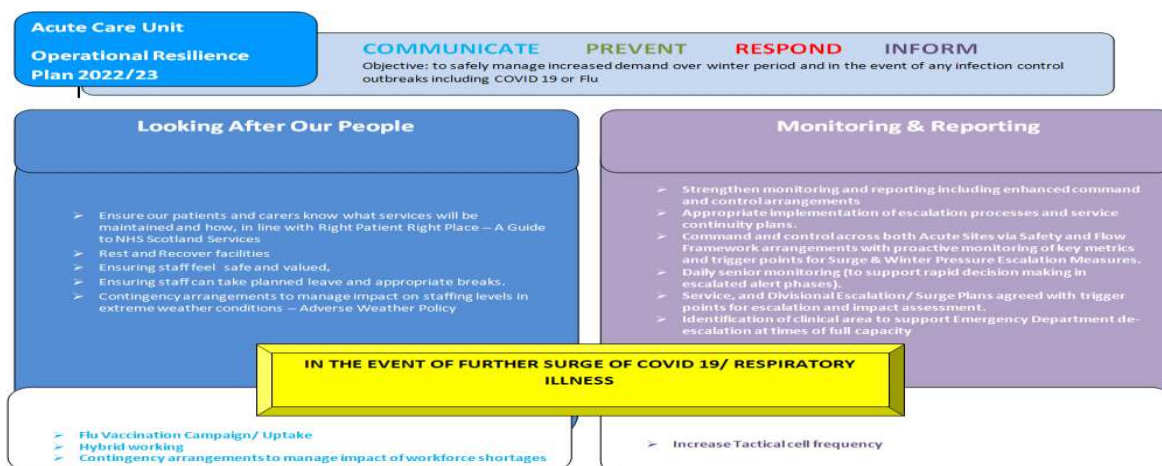 Acute Care Unit
Operational Resilience
Plan 2022/23
COMMUNICATE PREVENT RESPOND INFORM
Objective: to safely manage increased demand over winter period and in the event of any infection control
outbreaks including COVID 19 or Flu
Looking After Our People
➢ Ensure our patients and carers know what services will be
maintained and how, in line with Right Patient Right Place – A Guide
to NHS Scotland Services
➢ Rest and Recover facilities
➢ Ensuring staff feel safe and valued,
➢ Ensuring staff can take planned leave and appropriate breaks.
➢ Contingency arrangements to manage impact on staffing levels in
extreme weather conditions – Adverse Weather Policy
Monitoring & Reporting
➢ Strengthen monitoring and reporting including enhanced command
and control arrangements
➢ Appropriate implementation of escalation processes and service
continuity plans.
➢ Command and control across both Acute Sites via Safety and Flow
Framework arrangements with proactive monitoring of key metrics
and trigger points for Surge & Winter Pressure Escalation Measures.
➢ Daily senior monitoring (to support rapid decision making in
escalated alert phases).
➢ Service, and Divisional Escalation/ Surge Plans agreed with trigger
points for escalation and impact assessment.
➢ Identification of clinical area to support Emergency Department de-
escalation at times of full capacity
IN THE EVENT OF FURTHER SURGE OF COVID 19/ RESPIRATORY
ILLNESS
➢ Flu Vaccination Campaign/ Uptake
➢ Hybrid working
➢ Contingency arrangements to manage impact of workforce shortages
➢ Increase Tactical cell frequency